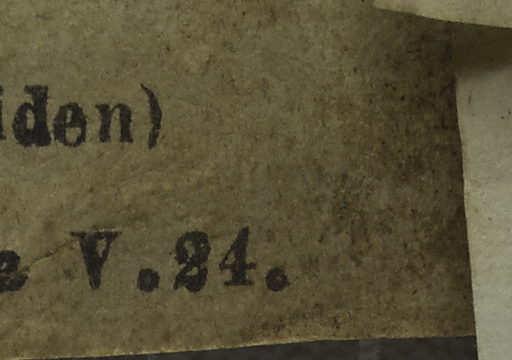 iden)
e V.24.